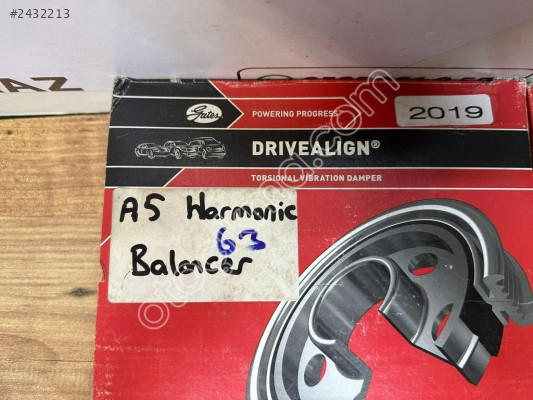 #2432213
AZ
Gates
POWERING PROGRESS
2019
DRIVEALIGN®
TORSIONAL VIBRATION DAMPER
A5 Harmonic
63
Balancer